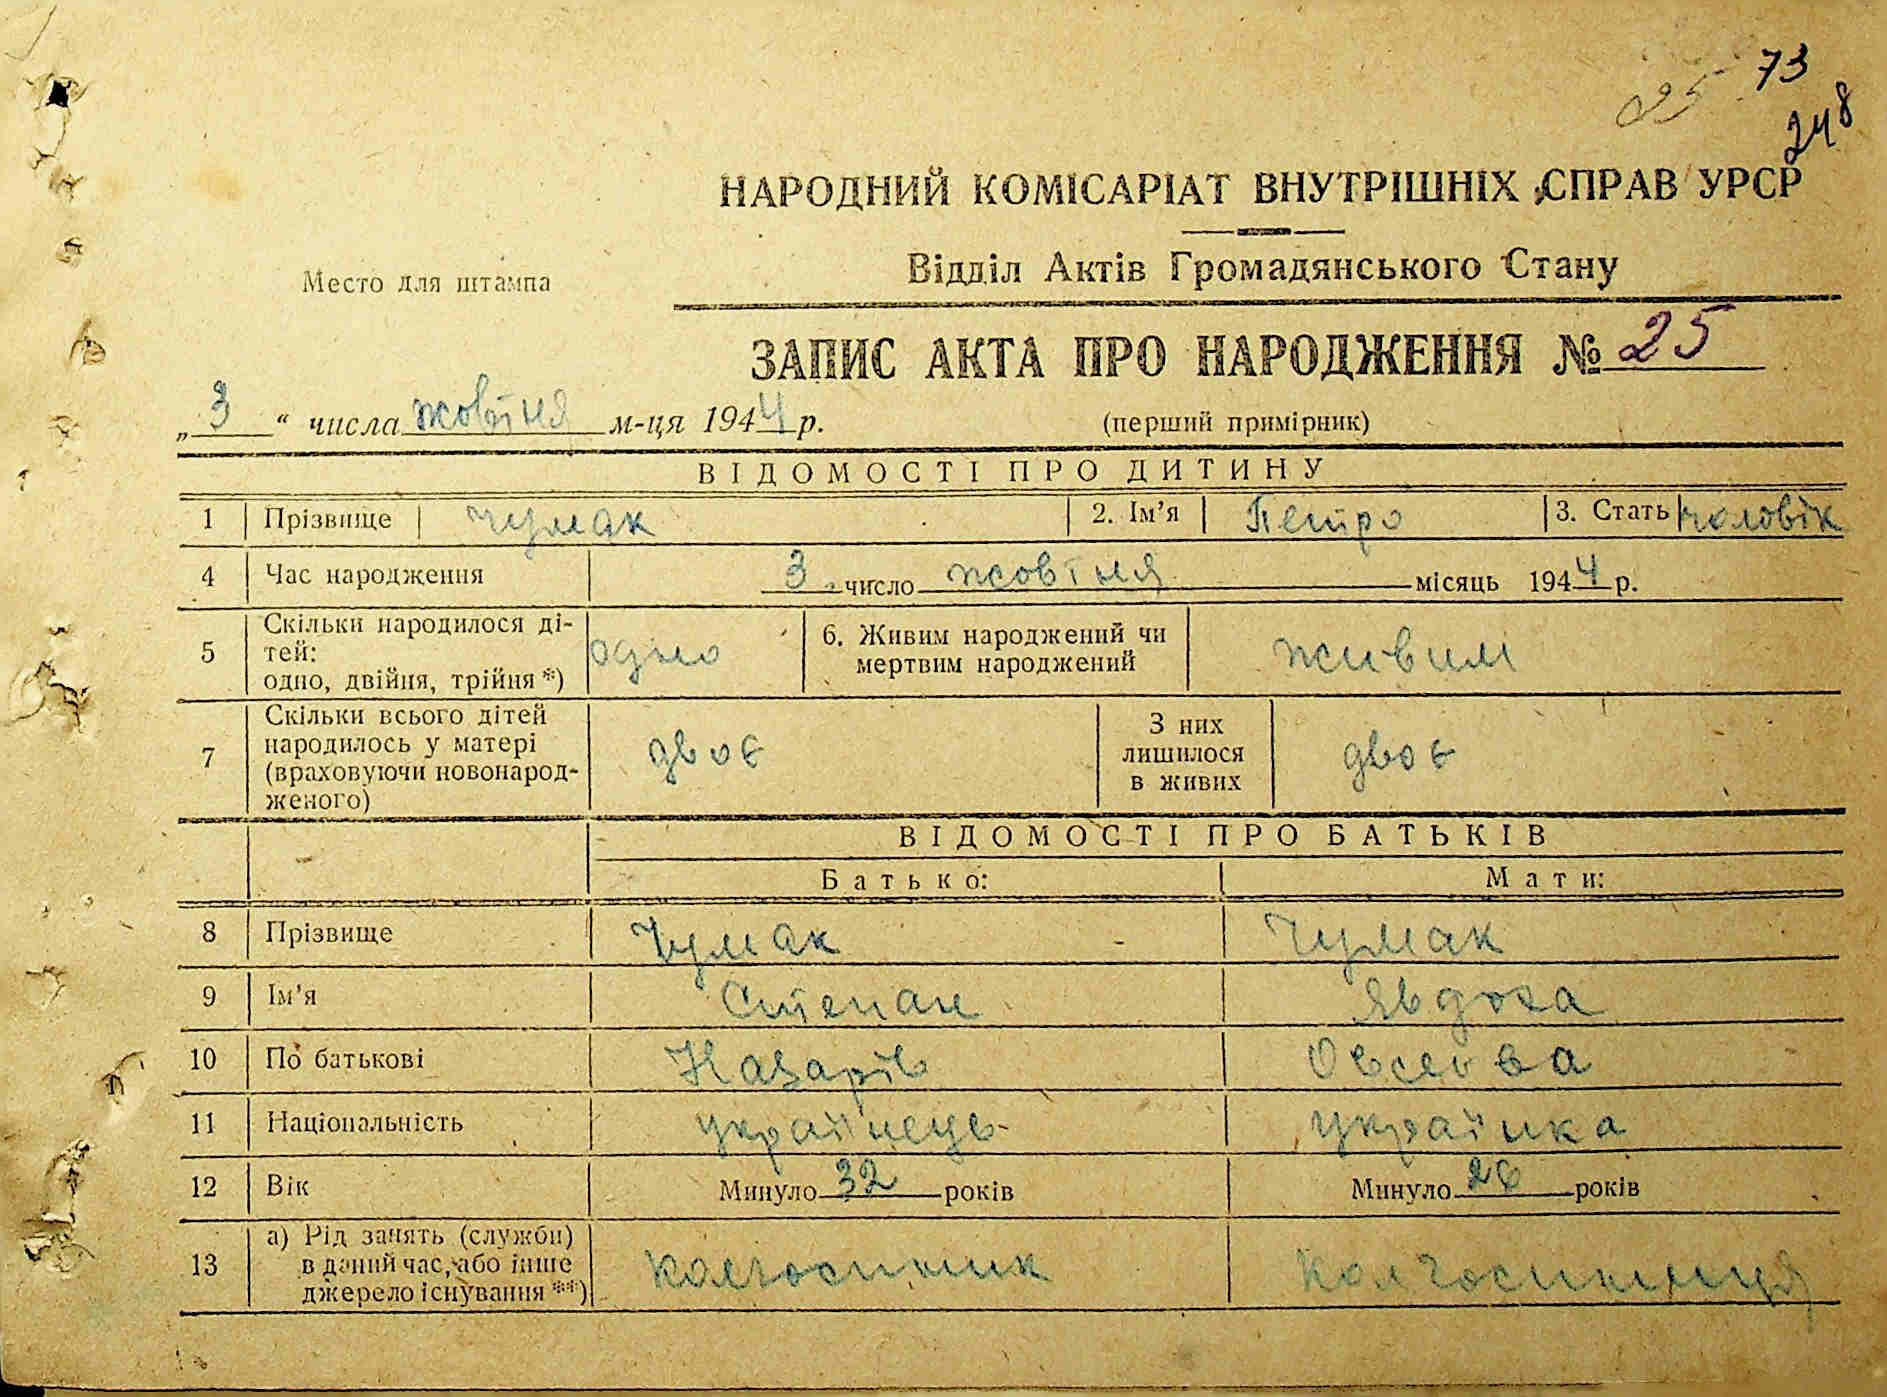 25 73
248
НАРОДНИЙ КОМІСАРІАТ ВНУТРІШНІХ СПРАВ УРСР
Відділ Актів Громадянського Стану
Место для штампа
ЗАПИС АКТА ПРО НАРОДЖЕННЯ № 25
„3“ числа жовтня м-ця 1944 р. (перший примірник)
ВІДОМОСТІ ПРО ДИТИНУ
1 Прізвище Чумак 2. Ім’я Петро 3. Стать чоловік
4 Час народження 3 число жовтня місяць 1944 р.
5 Скільки народилося ді-
тей:
одно, двійня, трійня *) одно 6. Живим народжений чи
мертвим народжений живим
7 Скільки всього дітей
народилось у матері
(враховуючи новонарод-
женого) двоє З них
лишилося
в живих двоє
ВІДОМОСТІ ПРО БАТЬКІВ
Батько: Мати:
8 Прізвище Чумак Чумак
9 Ім’я Степан Явдоха
10 По батькові Назарів Овсеєва
11 Національність українець українка
12 Вік Минуло 32 років Минуло 26 років
13 а) Рід занять (служби)
в даний час, або інше
джерело існування **) колгоспник колгоспниця